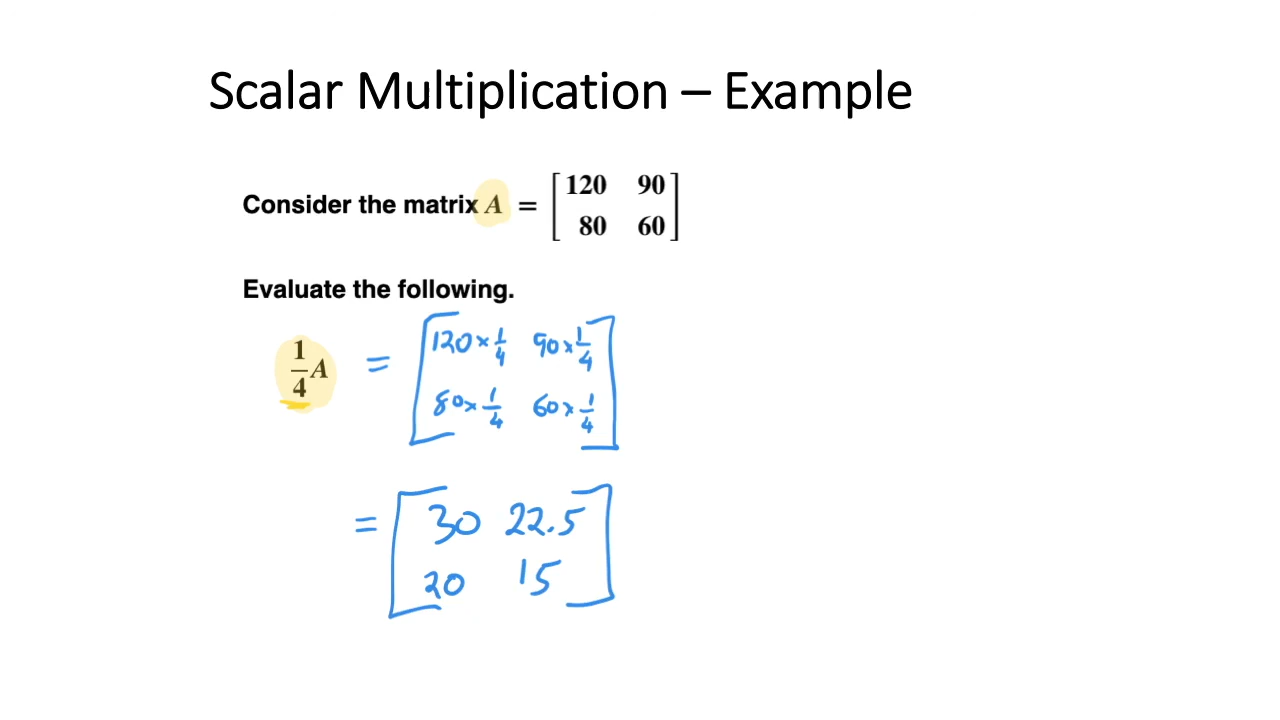 Scalar Multiplication – Example
Consider the matrix A = [120 90
80 60]
Evaluate the following.
1/4 A = [120 × 1/4 90 × 1/4
80 × 1/4 60 × 1/4]
= [30 22.5
20 15]